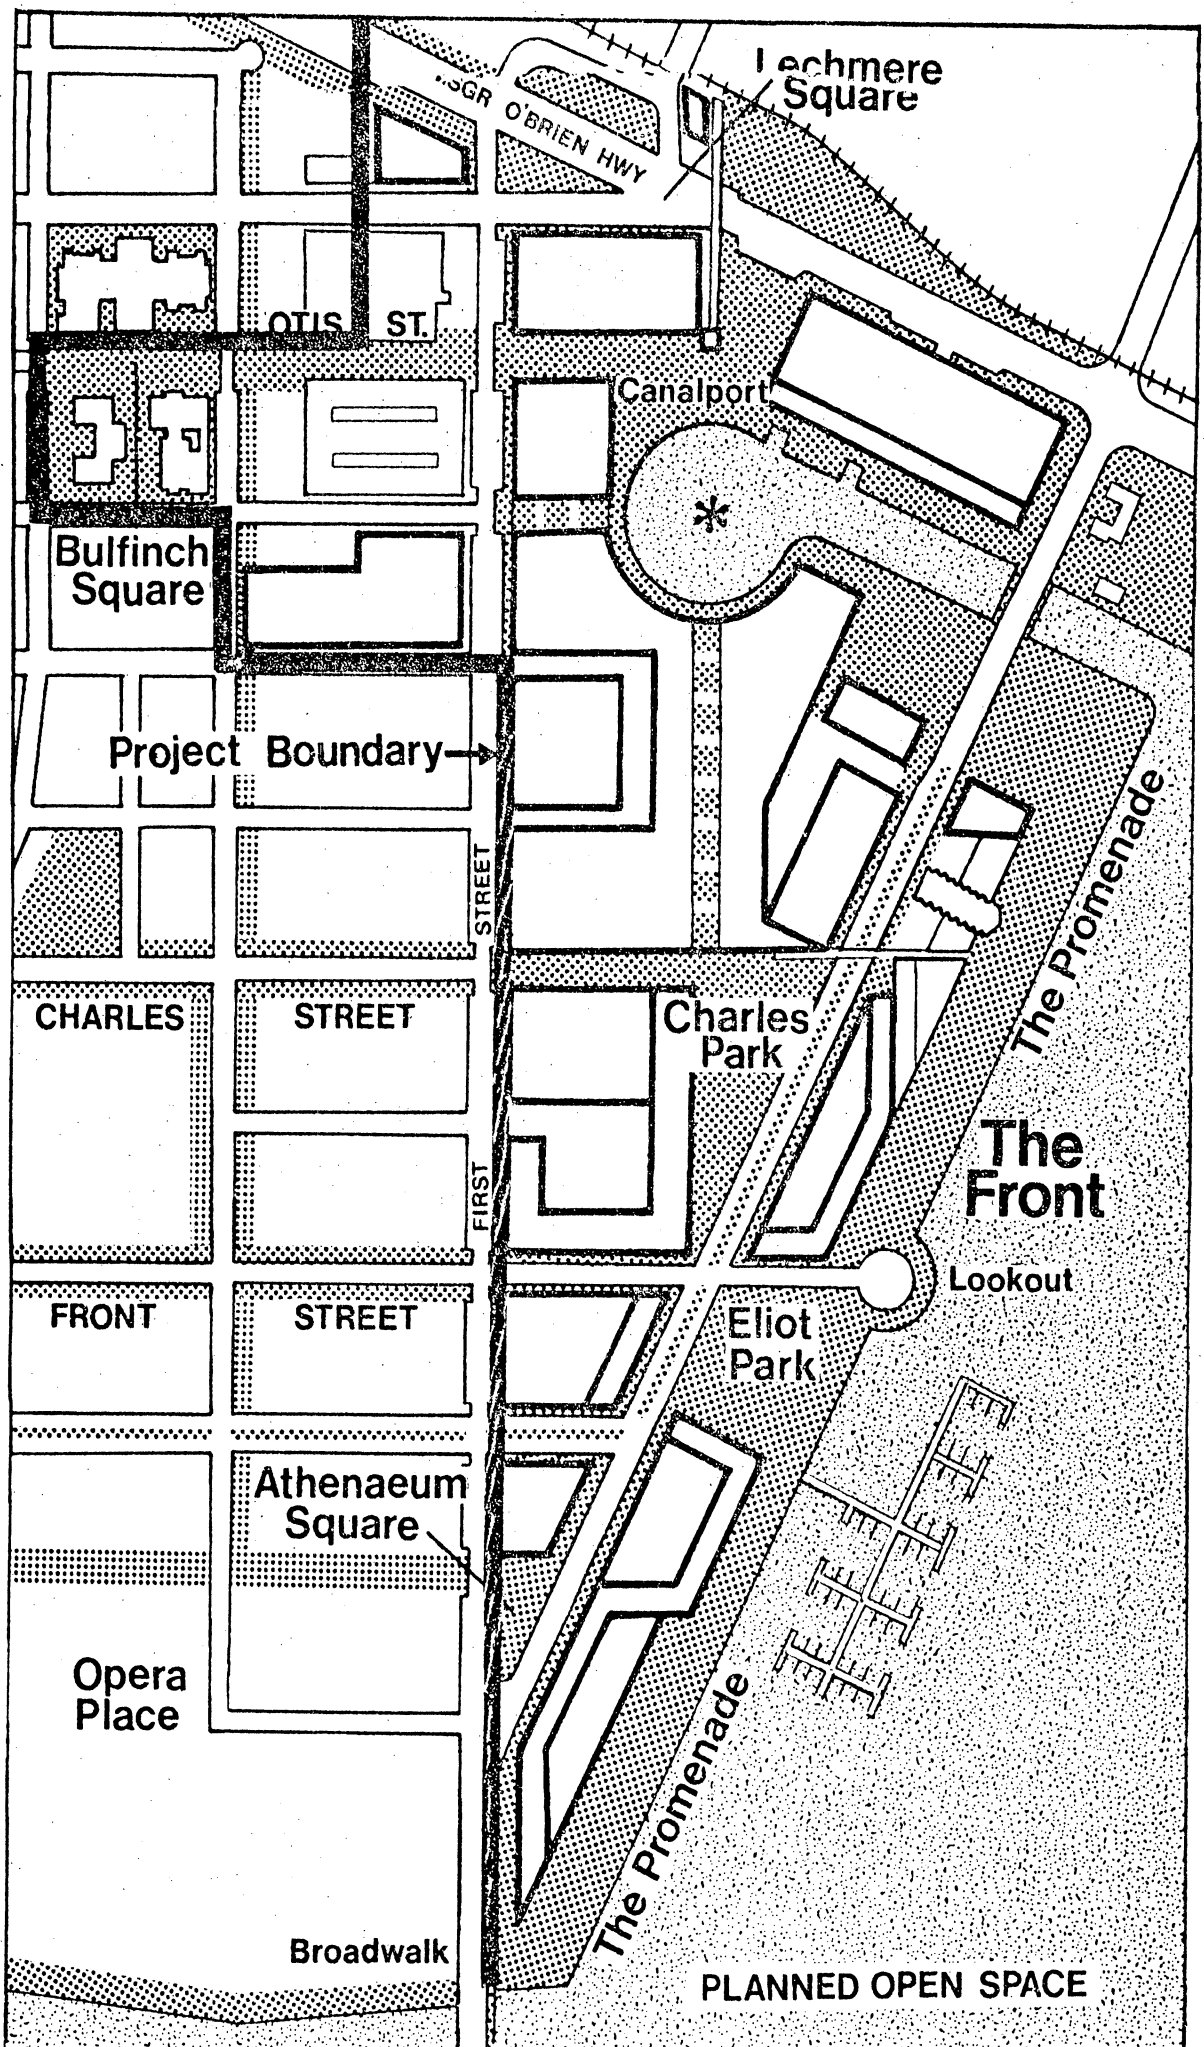 Lechmere
Square
MSGR O'BRIEN HWY
OTIS ST.
Canalport
Bulfinch
Square
Project Boundary
STREET
The Promenade
CHARLES STREET
Charles
Park
The
Front
FIRST
Lookout
FRONT STREET
Eliot
Park
Athenaeum
Square
Opera
Place
The Promenade
Broadwalk
PLANNED OPEN SPACE